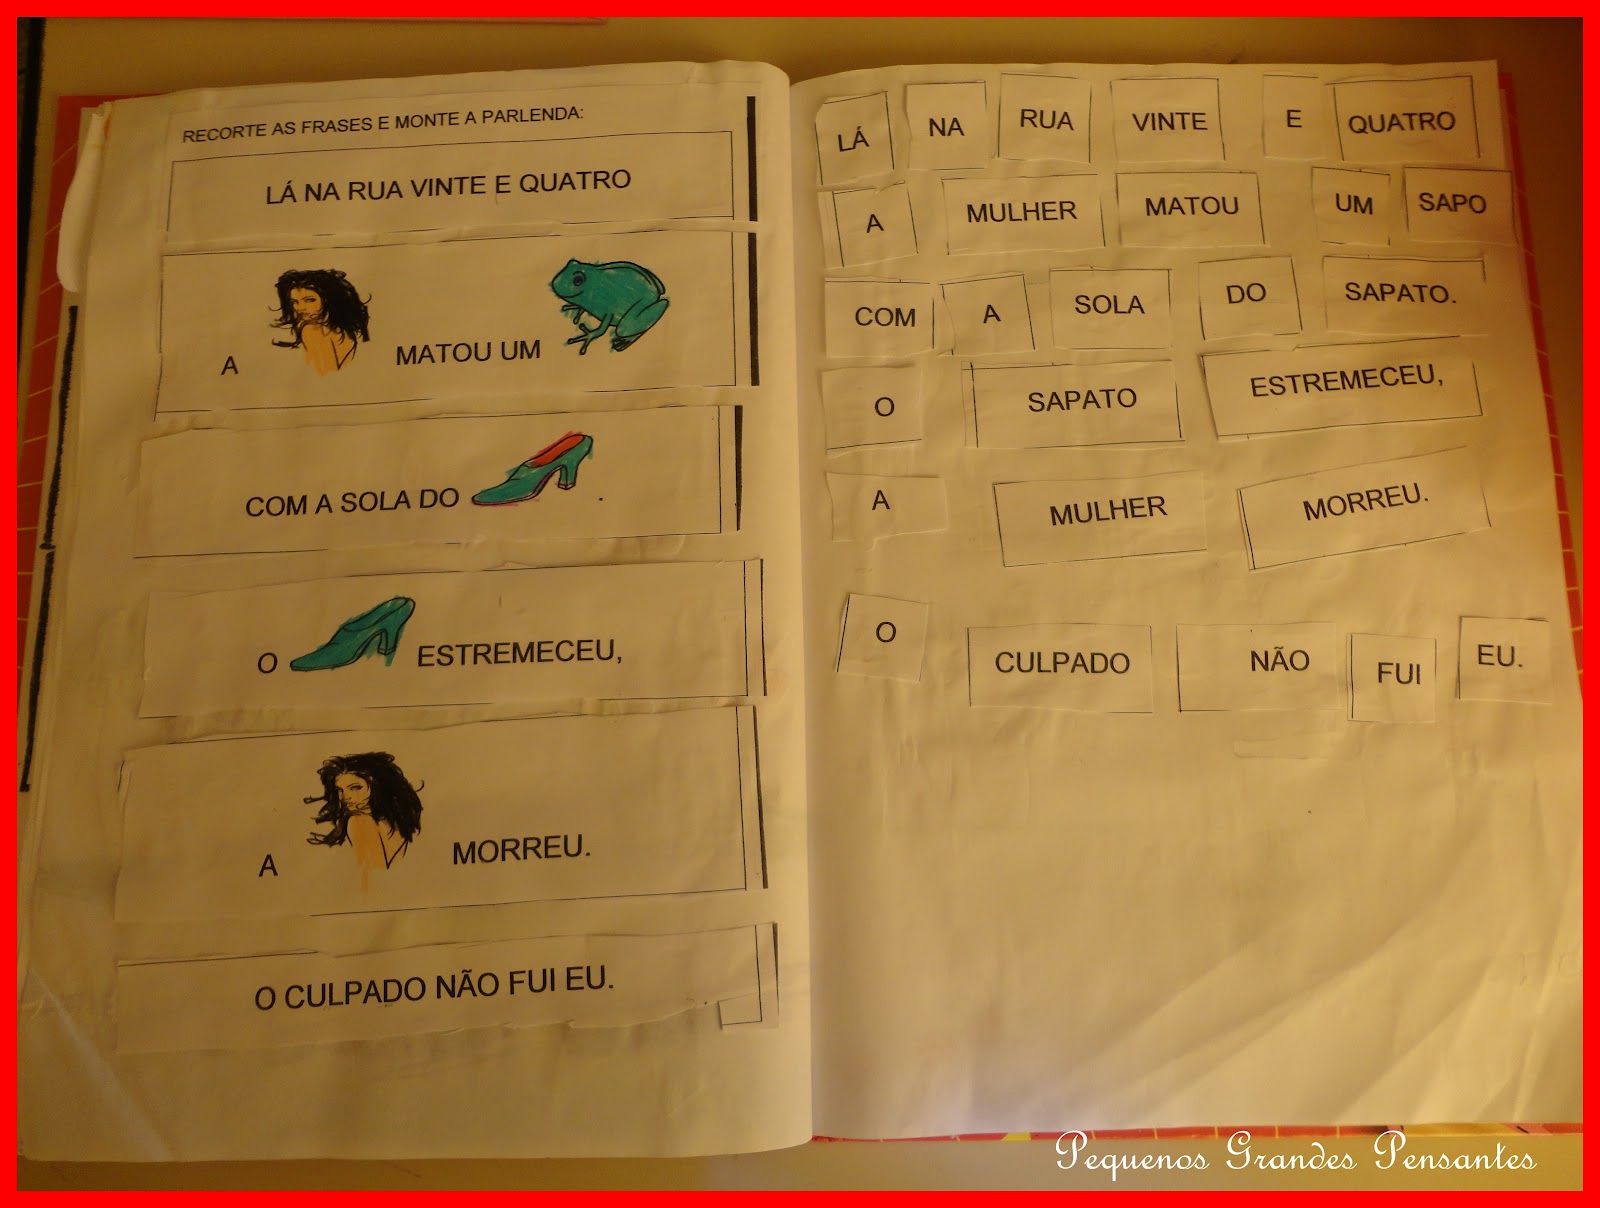 RECORTE AS FRASES E MONTE A PARLENDA:
LÁ NA RUA VINTE E QUATRO
A MATOU UM
COM A SOLA DO .
O ESTREMECEU,
A MORREU.
O CULPADO NÃO FUI EU.
LÁ NA RUA VINTE E QUATRO
A MULHER MATOU UM SAPO
COM A SOLA DO SAPATO.
O SAPATO ESTREMECEU,
A MULHER MORREU.
O CULPADO NÃO FUI EU.
Pequenos Grandes Pensantes